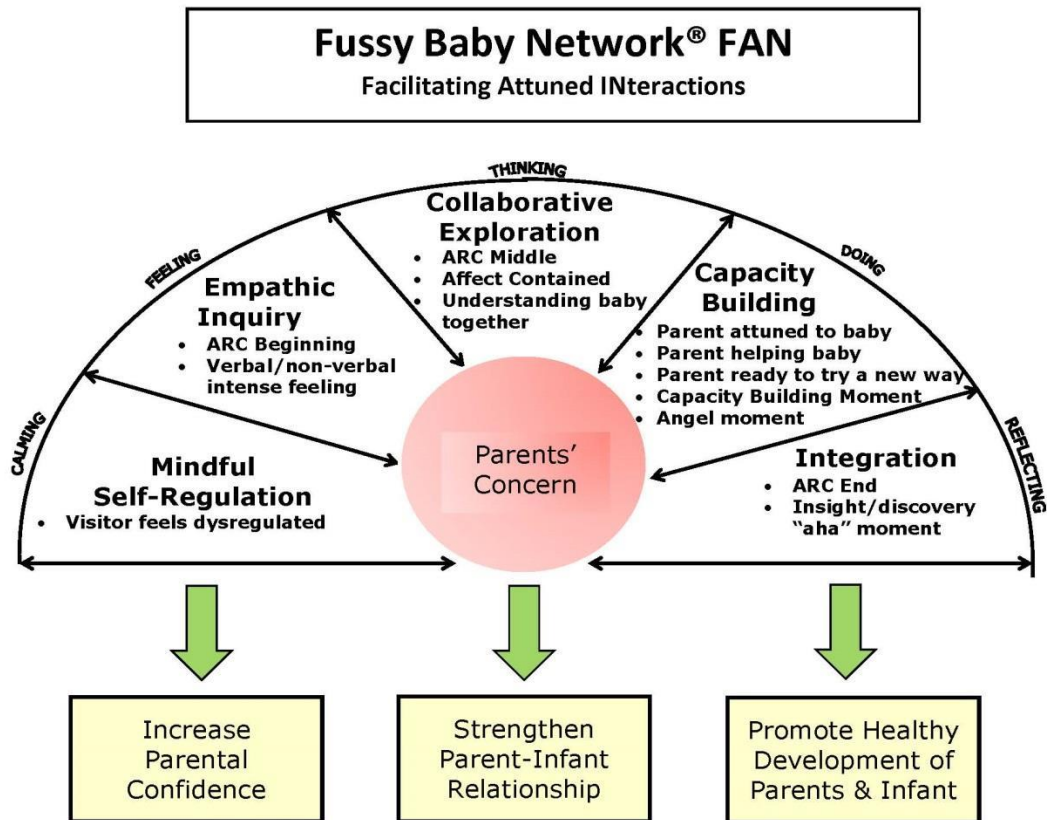 Fussy Baby Network® FAN
Facilitating Attuned INteractions
CALMING
FEELING
THINKING
DOING
REFLECTING
Mindful
Self-Regulation
• Visitor feels dysregulated
Empathic
Inquiry
• ARC Beginning
• Verbal/non-verbal
intense feeling
Collaborative
Exploration
• ARC Middle
• Affect Contained
• Understanding baby
together
Capacity
Building
• Parent attuned to baby
• Parent helping baby
• Parent ready to try a new way
• Capacity Building Moment
• Angel moment
Integration
• ARC End
• Insight/discovery
"aha" moment
Parents'
Concern
Increase
Parental
Confidence
Strengthen
Parent-Infant
Relationship
Promote Healthy
Development of
Parents & Infant